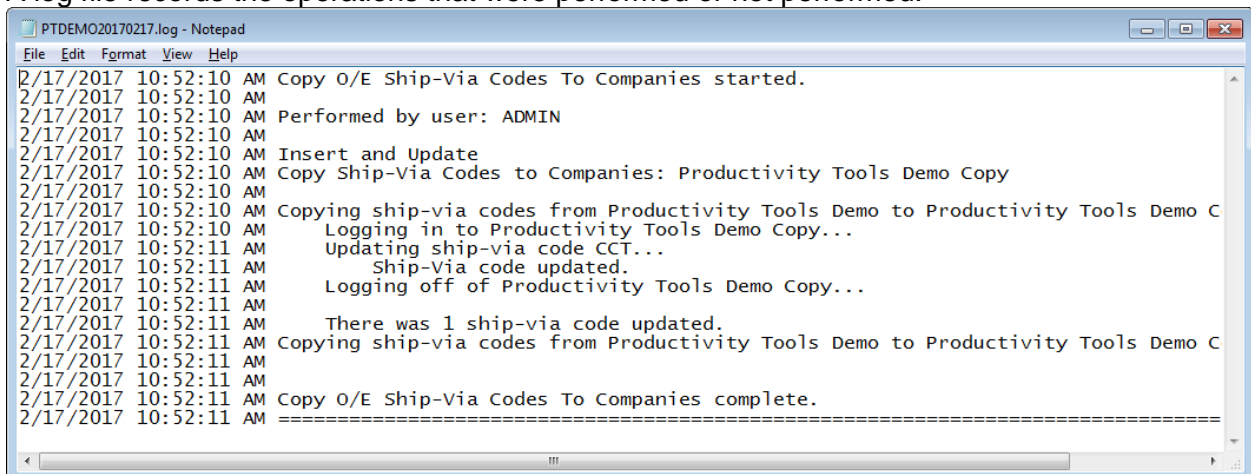 A log file records the operations that were performed or not performed.
PTDEMO20170217.log - Notepad
File Edit Format View Help
2/17/2017 10:52:10 AM Copy O/E Ship-Via Codes To Companies started.
2/17/2017 10:52:10 AM
2/17/2017 10:52:10 AM Performed by user: ADMIN
2/17/2017 10:52:10 AM
2/17/2017 10:52:10 AM Insert and Update
2/17/2017 10:52:10 AM Copy Ship-Via Codes to Companies: Productivity Tools Demo Copy
2/17/2017 10:52:10 AM
2/17/2017 10:52:10 AM Copying ship-via codes from Productivity Tools Demo to Productivity Tools Demo C
2/17/2017 10:52:10 AM Logging in to Productivity Tools Demo Copy...
2/17/2017 10:52:11 AM Updating ship-via code CCT...
2/17/2017 10:52:11 AM Ship-Via code updated.
2/17/2017 10:52:11 AM Logging off of Productivity Tools Demo Copy...
2/17/2017 10:52:11 AM
2/17/2017 10:52:11 AM There was 1 ship-via code updated.
2/17/2017 10:52:11 AM Copying ship-via codes from Productivity Tools Demo to Productivity Tools Demo C
2/17/2017 10:52:11 AM
2/17/2017 10:52:11 AM
2/17/2017 10:52:11 AM Copy O/E Ship-Via Codes To Companies complete.
2/17/2017 10:52:11 AM ==============================================================================